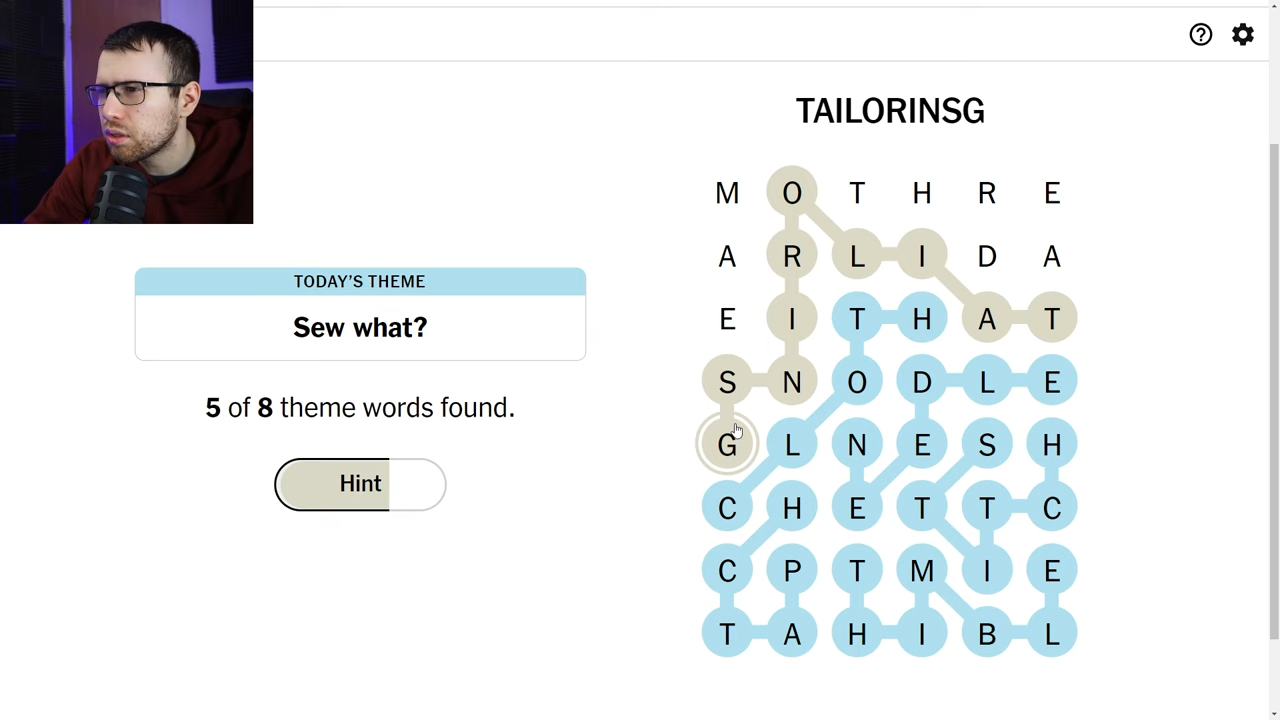 TAILORINSG
TODAY'S THEME
Sew what?
5 of 8 theme words found.
Hint
M O T H R E
A R L I D A
E I T H A T
S N O D L E
G L N E S H
C H E T T C
C P T M I E
T A H I B L